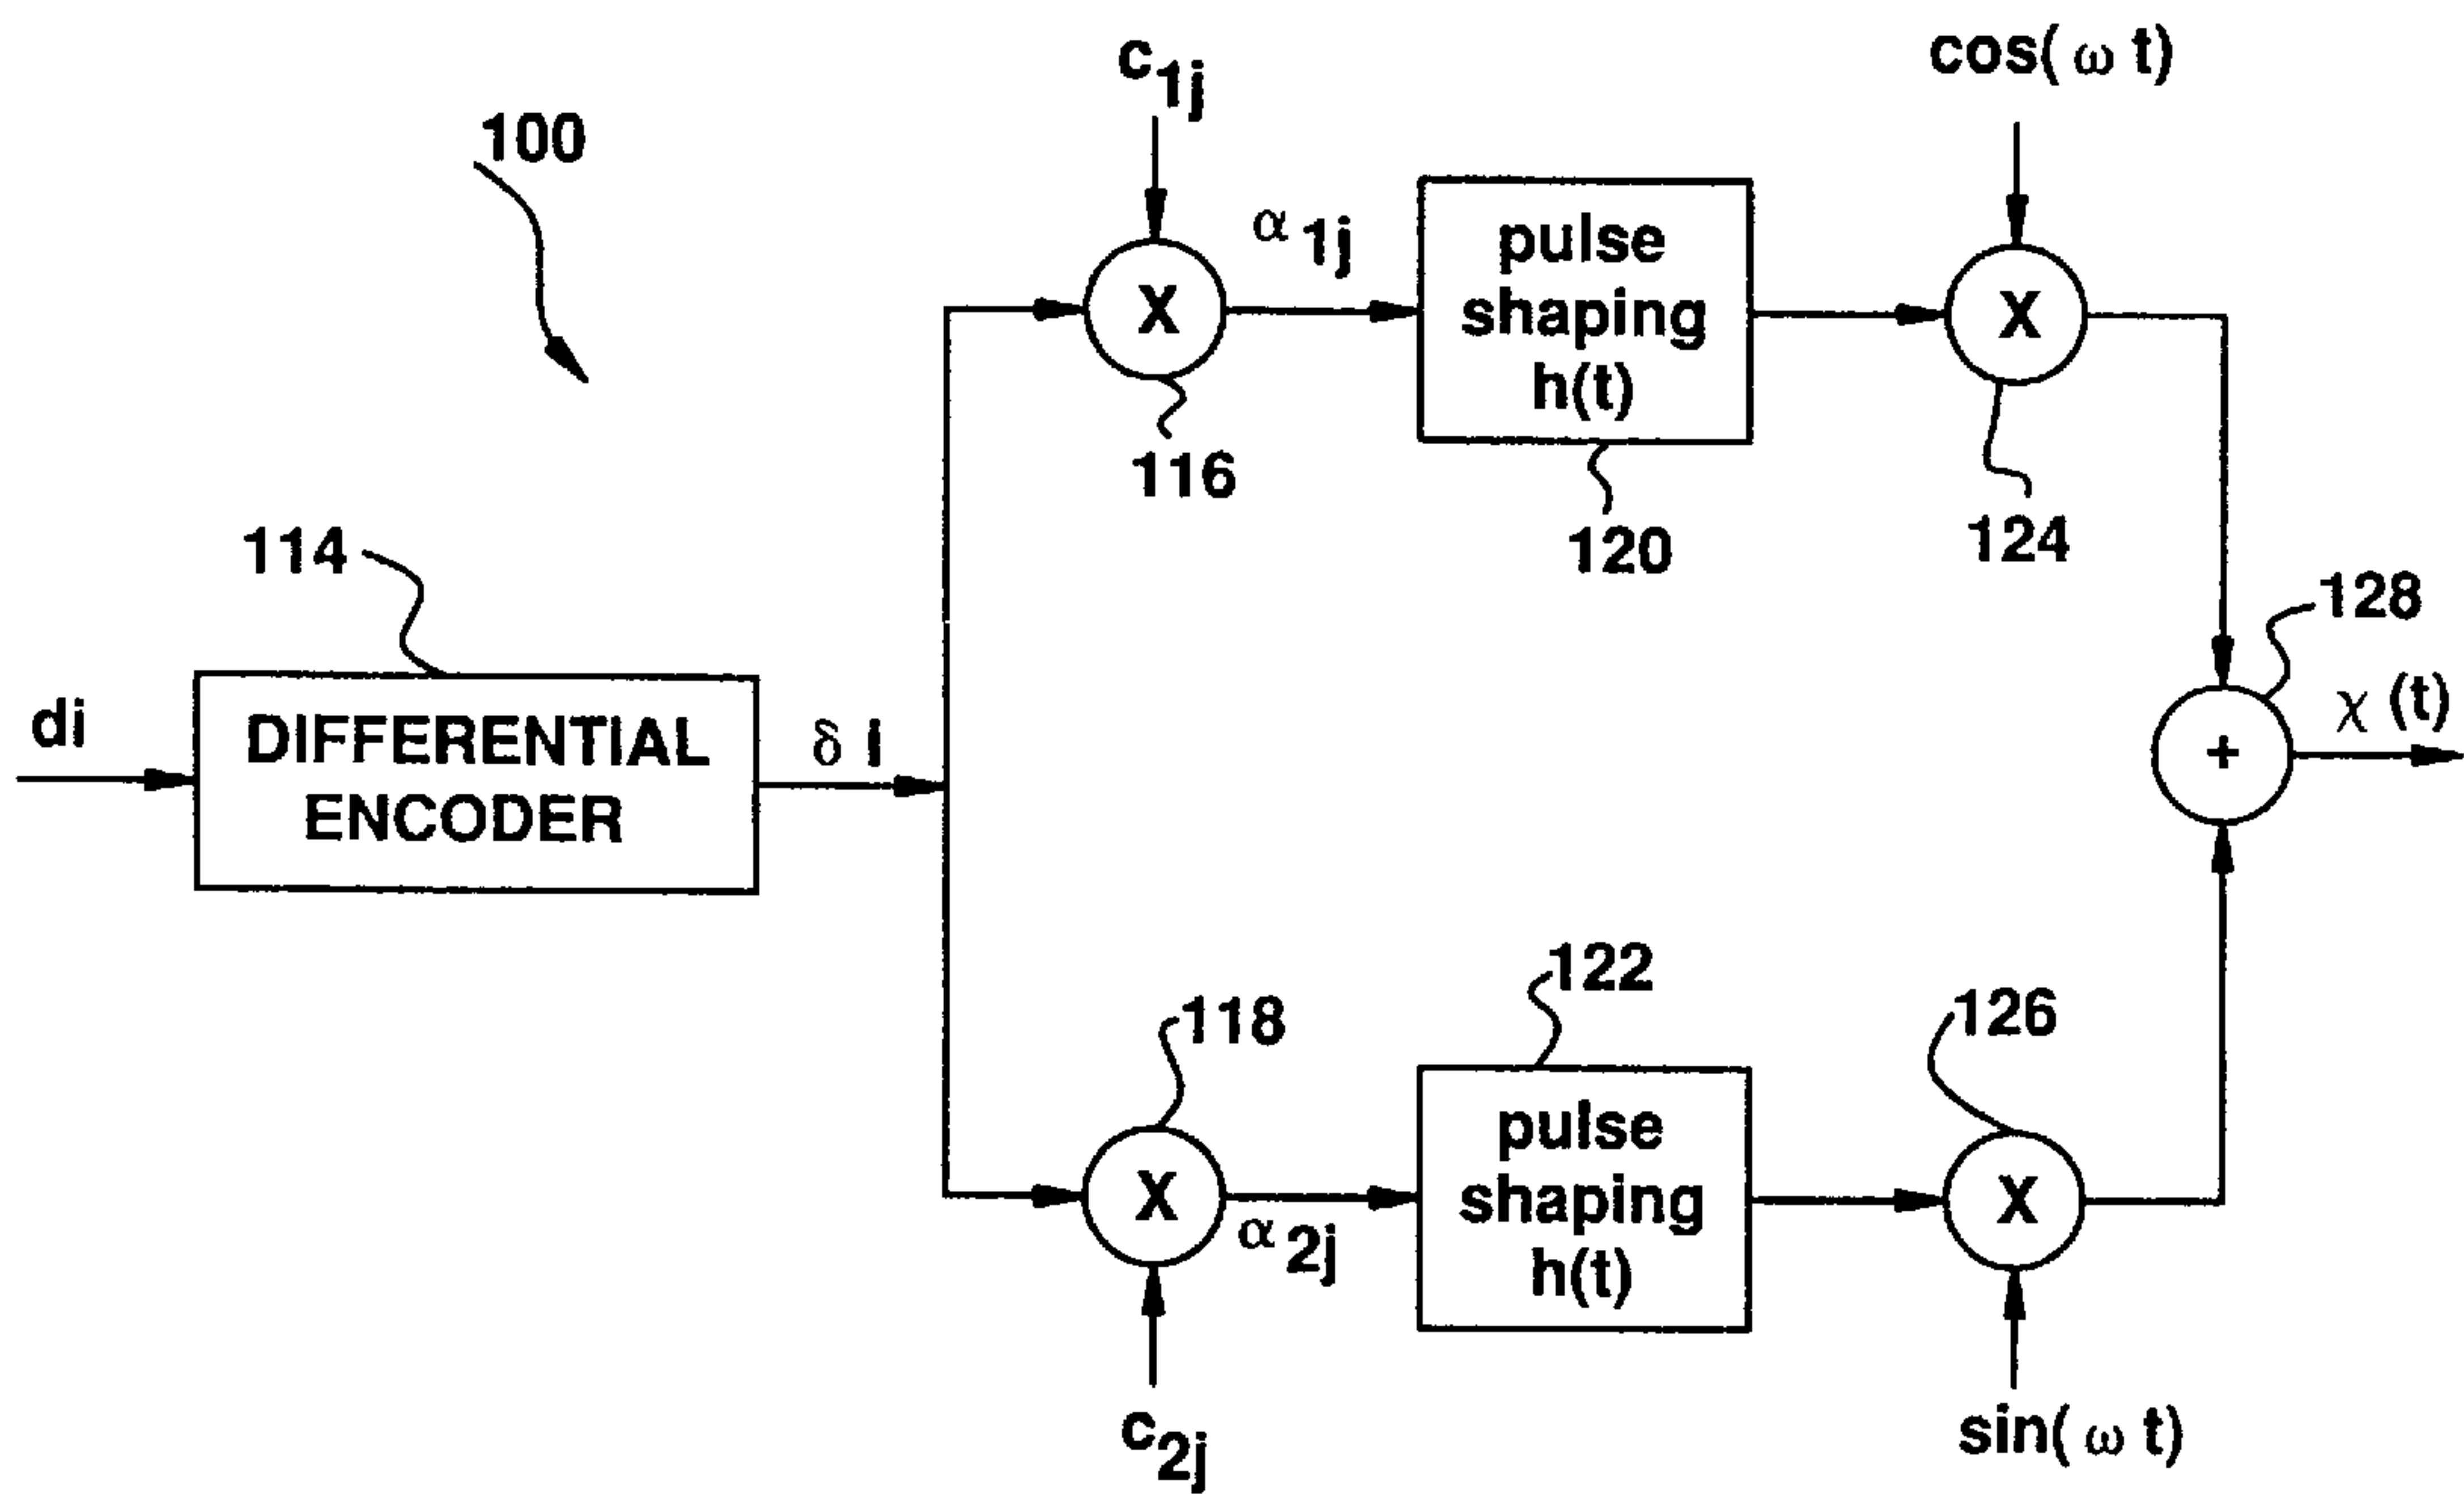 c1j
cos( ω t)
100
α 1j
pulse
shaping
h(t)
X
X
116
120
124
114
128
di
DIFFERENTIAL
ENCODER
δ i
+
χ (t)
122
118
126
pulse
shaping
h(t)
X
X
α 2j
c2j
sin( ω t)